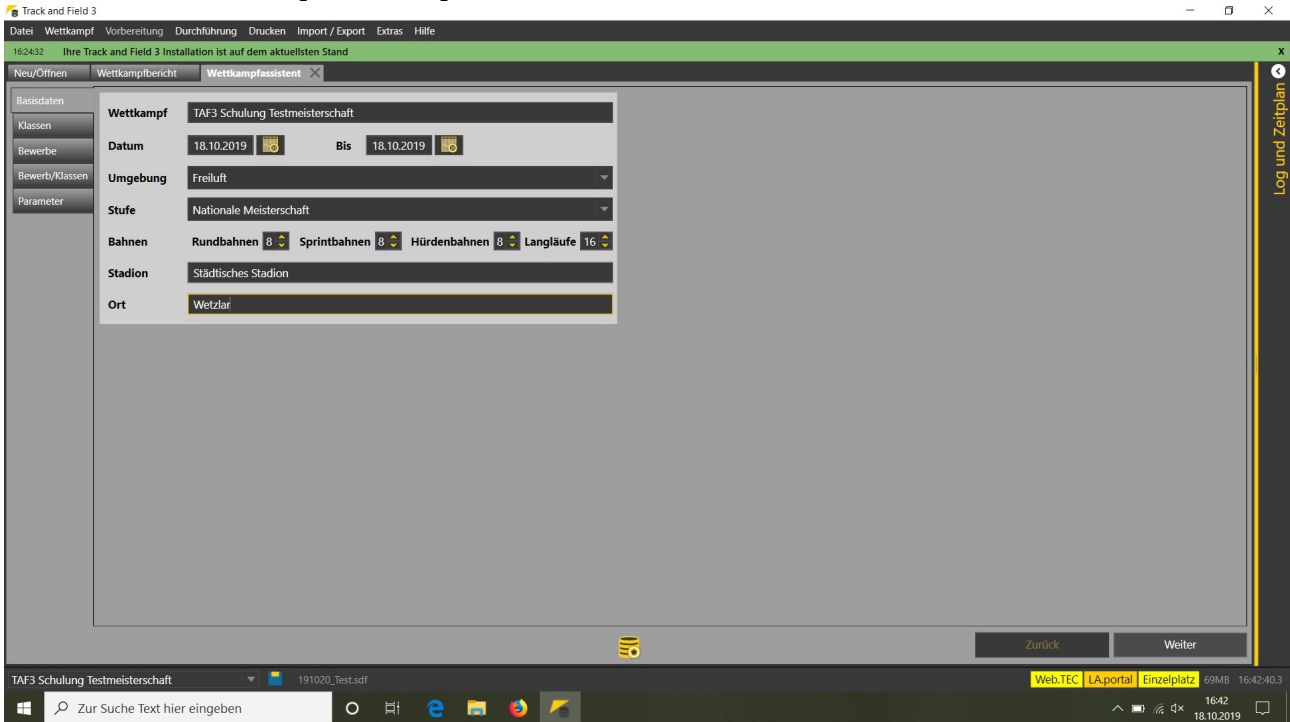 Track and Field 3
Datei Wettkampf Vorbereitung Durchführung Drucken Import / Export Extras Hilfe
16:24:32 Ihre Track and Field 3 Installation ist auf dem aktuellsten Stand X
Neu/Öffnen Wettkampfbericht Wettkampfassistent
Basisdaten
Klassen
Bewerbe
Bewerb/Klassen
Parameter
Wettkampf TAF3 Schulung Testmeisterschaft
Datum 18.10.2019 Bis 18.10.2019
Umgebung Freiluft
Stufe Nationale Meisterschaft
Bahnen Rundbahnen 8 Sprintbahnen 8 Hürdenbahnen 8 Langläufe 16
Stadion Städtisches Stadion
Ort Wetzlar
Log und Zeitplan
Zurück Weiter
TAF3 Schulung Testmeisterschaft 191020_Test.sdf Web.TEC LA.portal Einzelplatz 69MB 16:42:40.3
Zur Suche Text hier eingeben
16:42
18.10.2019